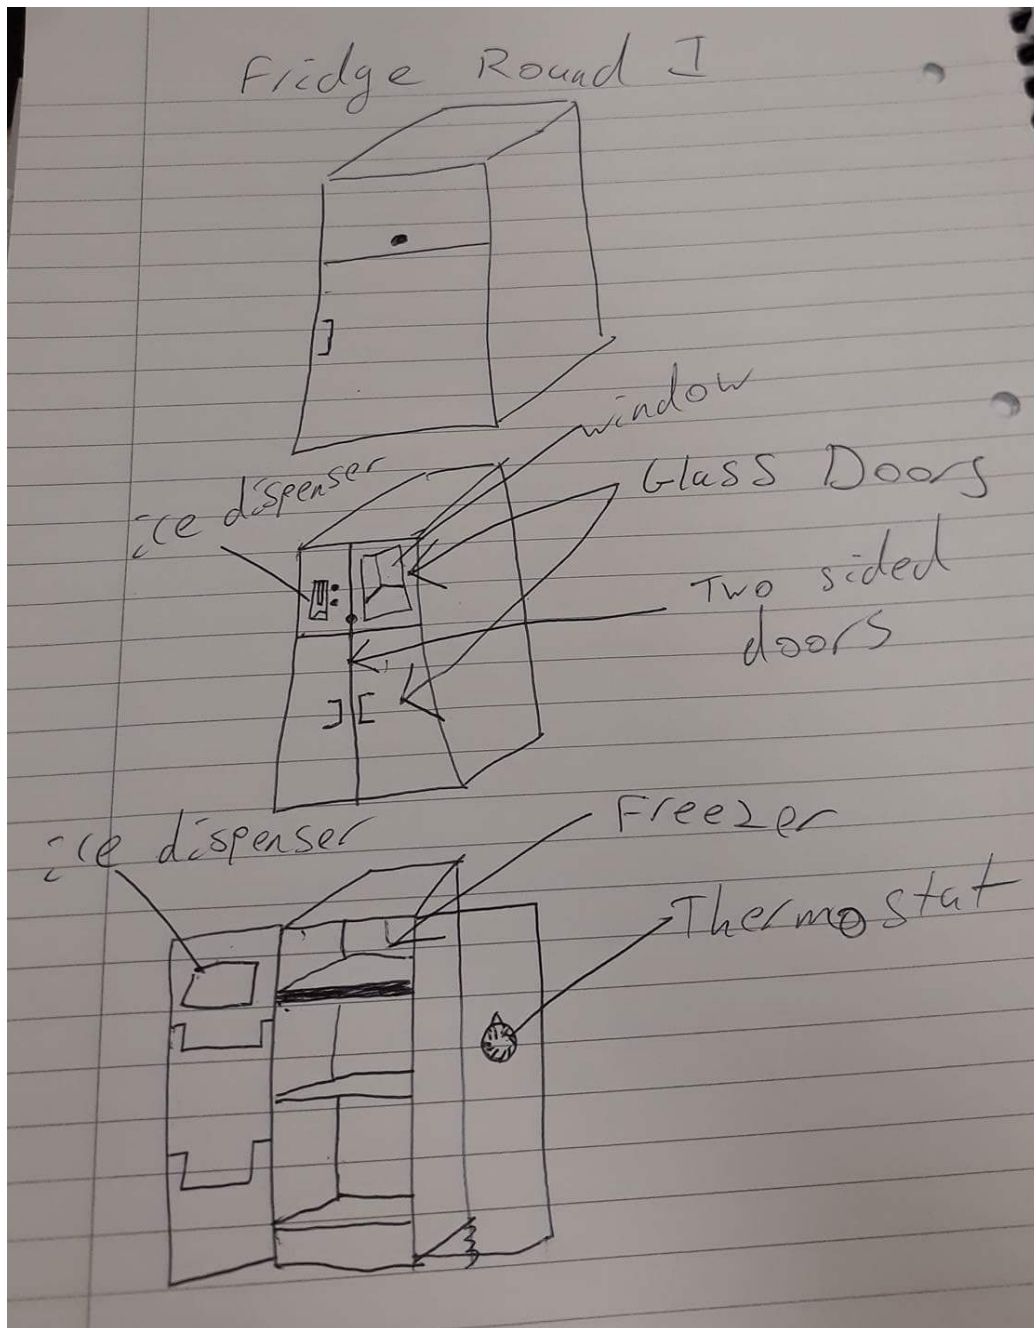 Fridge Round I
window
ice dispenser
Glass Doors
Two sided
doors
Freezer
ice dispenser
Thermostat